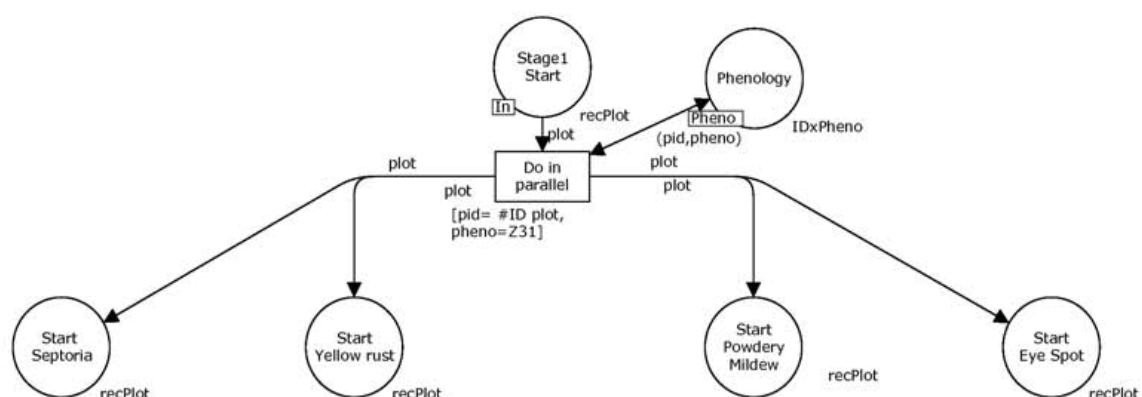 Stage1
Start
In
recPlot
Phenology
Pheno
IDxPheno
(pid,pheno)
plot
Do in
parallel
plot
plot
plot
plot
[pid= #ID plot,
pheno=Z31]
Start
Septoria
recPlot
Start
Yellow rust
recPlot
Start
Powdery
Mildew
recPlot
Start
Eye Spot
recPlot